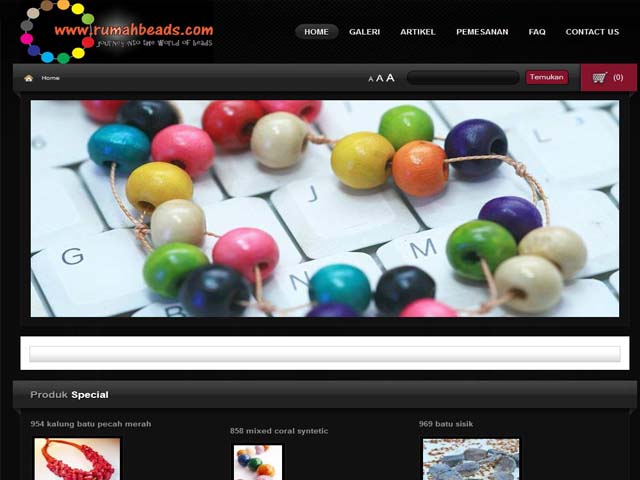 www.rumahbeads.com
journey into the World of beads
HOME GALERI ARTIKEL PEMESANAN FAQ CONTACT US
Home
A A A
Temukan
(0)
J
L
G
M
N
B
Produk Special
954 kalung batu pecah merah
858 mixed coral syntetic
969 batu sisik